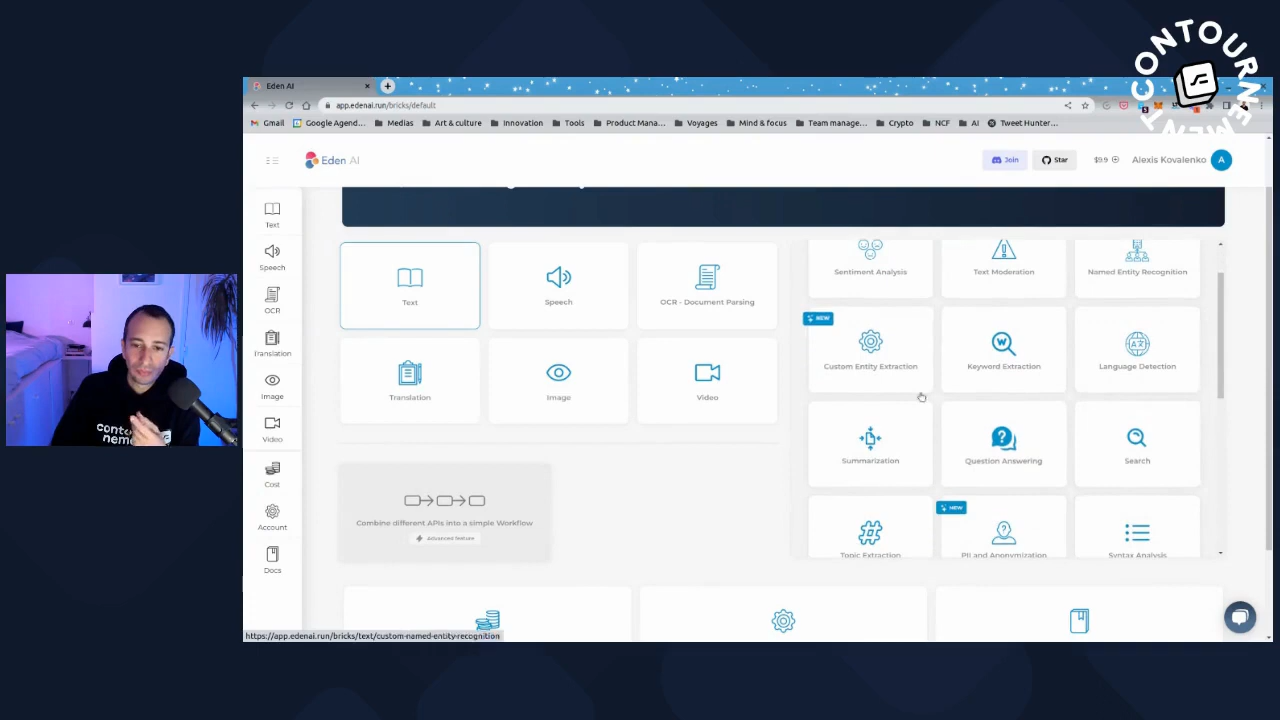 CONTOURNEMENT
Eden AI
app.edenai.run/bricks/default
Gmail Google Agend... Medias Art & culture Innovation Tools Product Mana... Voyages Mind & focus Team manage... Crypto NCF AI Tweet Hunter...
Eden AI Join Star $9.9 Alexis Kovalenko A
Text
Speech
OCR
Translation
Image
Video
Cost
Account
Docs
Text Speech OCR - Document Parsing
Translation Image Video
Combine different APIs into a simple Workflow
Advanced feature
Sentiment Analysis Text Moderation Named Entity Recognition
NEW
Custom Entity Extraction Keyword Extraction Language Detection
Summarization Question Answering Search
NEW
Topic Extraction PII and Anonymization Syntax Analysis
https://app.edenai.run/bricks/text/custom-named-entity-recognition